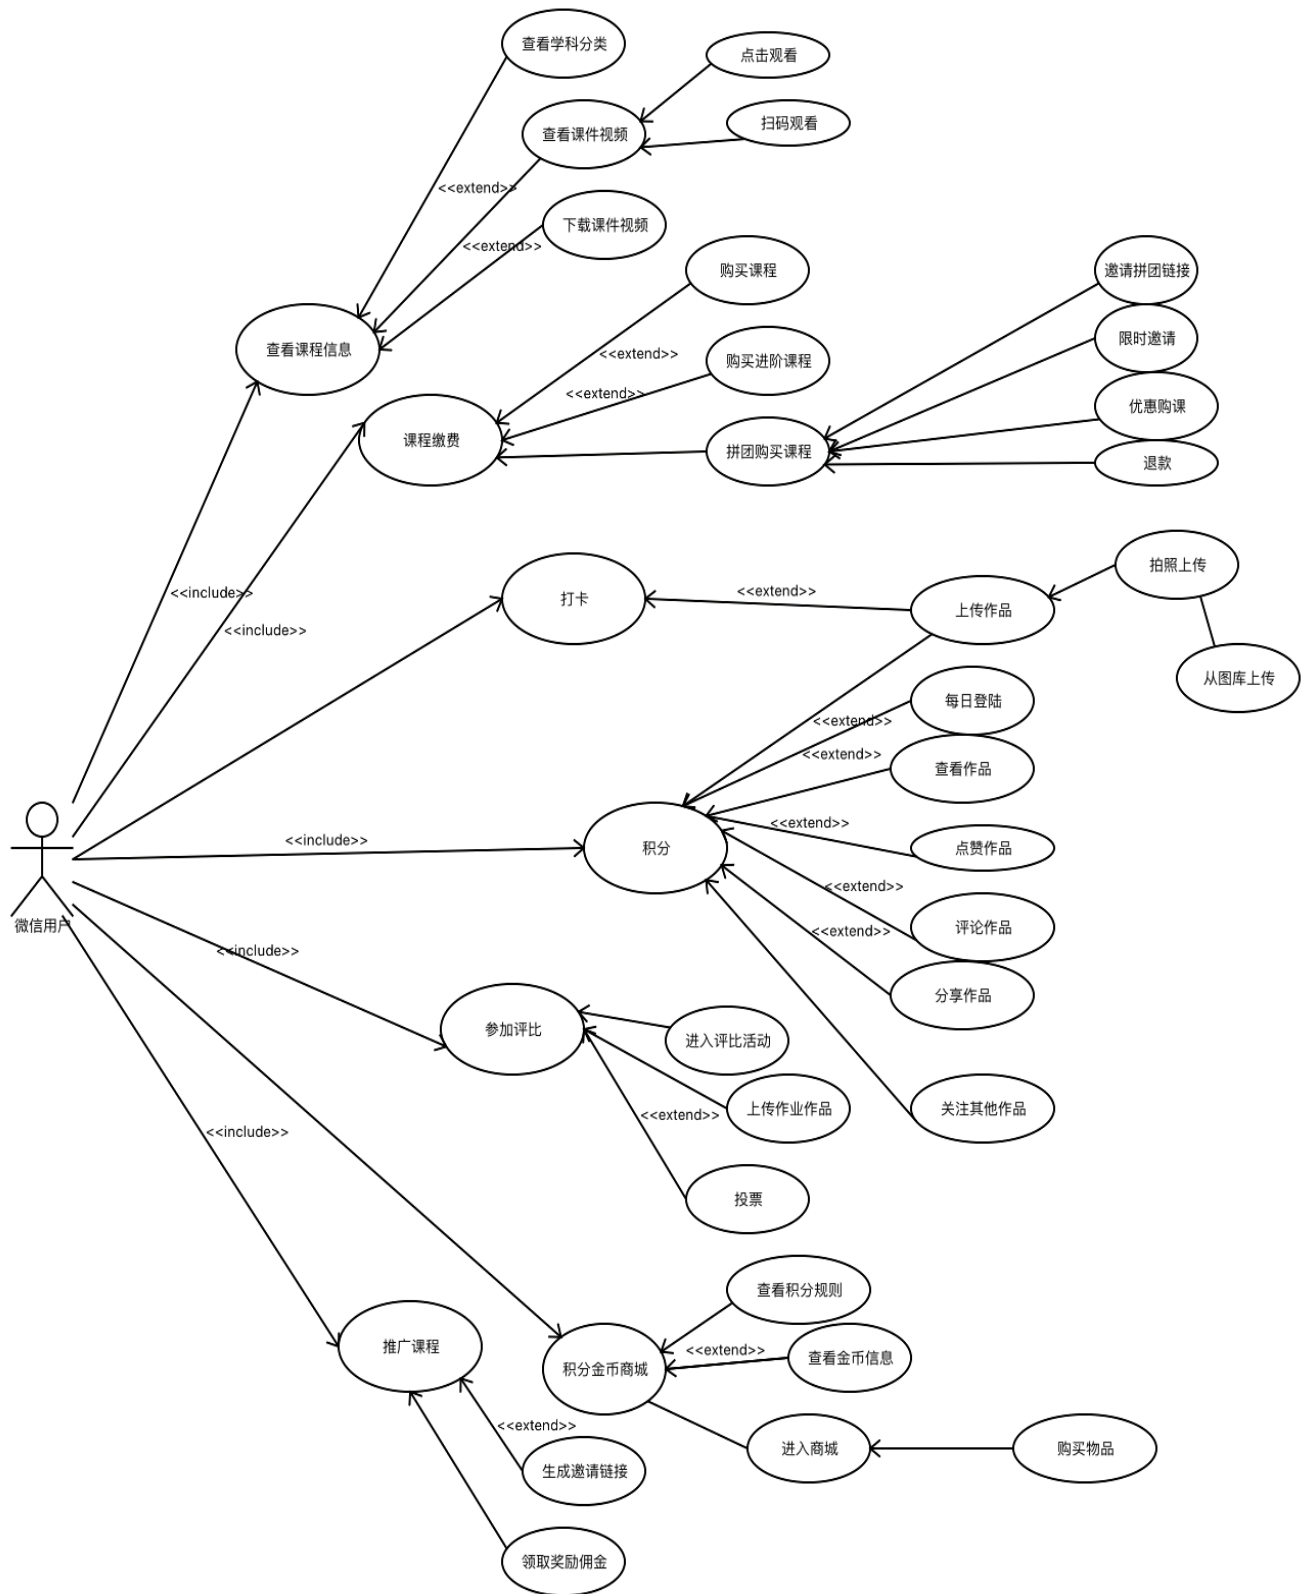 查看学科分类
点击观看
扫码观看
查看课件视频
<<extend>>
下载课件视频
<<extend>>
购买课程
邀请拼团链接
限时邀请
查看课程信息
<<extend>>
购买进阶课程
<<extend>>
优惠购课
课程缴费
拼团购买课程
退款
拍照上传
<<include>>
打卡
<<extend>>
上传作品
<<include>>
从图库上传
每日登陆
<<extend>>
<<extend>>
查看作品
<<extend>>
<<include>>
积分
点赞作品
<<extend>>
微信用户
评论作品
<<extend>>
<<include>>
分享作品
参加评比
进入评比活动
<<extend>>
上传作业作品
关注其他作品
<<include>>
投票
查看积分规则
推广课程
<<extend>>
查看金币信息
积分金币商城
<<extend>>
进入商城
购买物品
生成邀请链接
领取奖励佣金